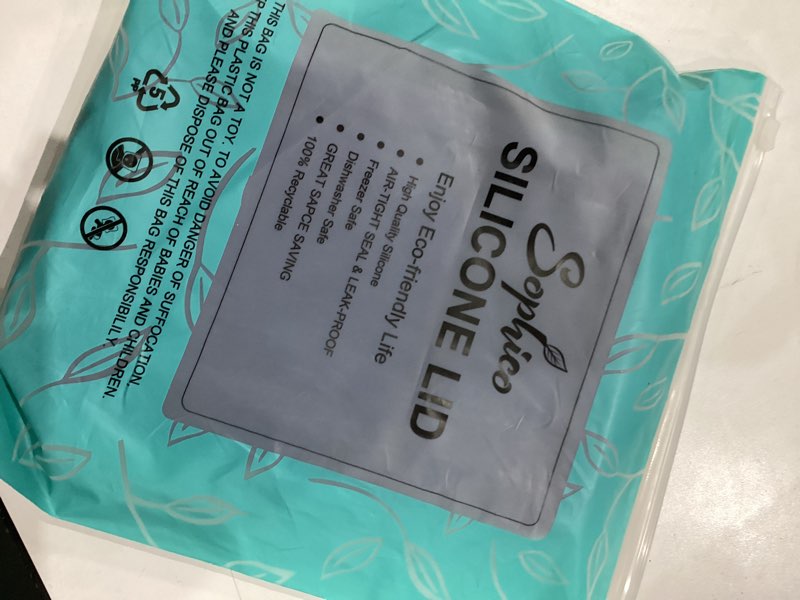 Sophico
SILICONE LID
Enjoy Eco-friendly Life
• High Quality Silicone
• AIR-TIGHT SEAL & LEAK-PROOF
• Freezer Safe
• Dishwasher Safe
• GREAT SAPCE SAVING
• 100% Recyclable
THIS BAG IS NOT A TOY. TO AVOID DANGER OF SUFFOCATION,
THIS PLASTIC BAG OUT OF REACH OF BABIES AND CHILDREN.
AND PLEASE DISPOSE OF THIS BAG RESPONSIBILILY
5
PP